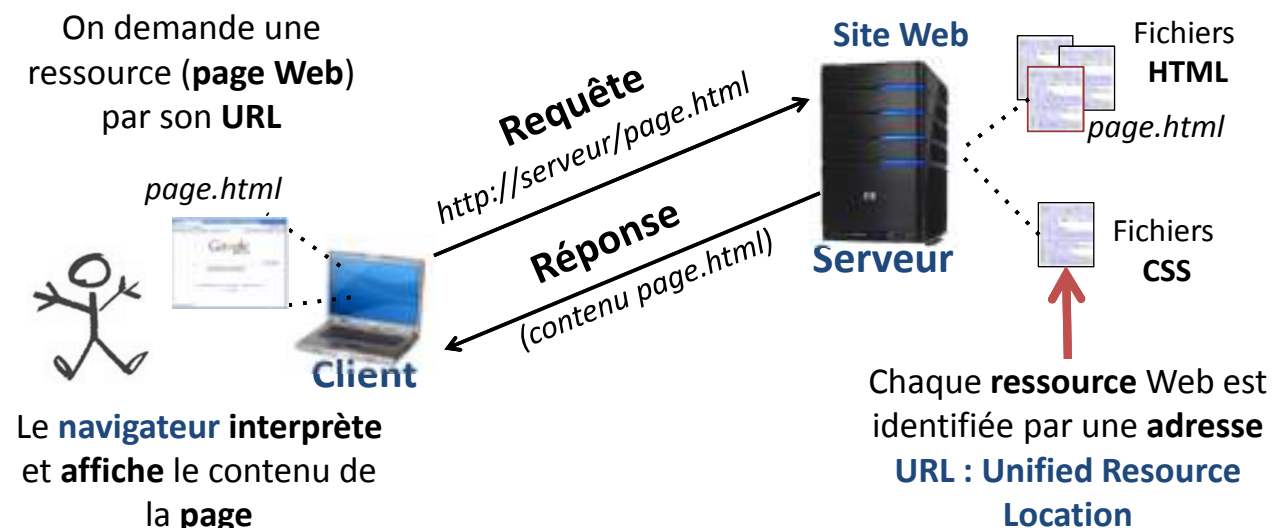 On demande une
ressource (page Web)
par son URL
page.html
Google
Client
Le navigateur interprète
et affiche le contenu de
la page
Requête
http://serveur/page.html
Réponse
(contenu page.html)
Site Web
Serveur
Fichiers
HTML
page.html
Fichiers
CSS
Chaque ressource Web est
identifiée par une adresse
URL : Unified Resource
Location